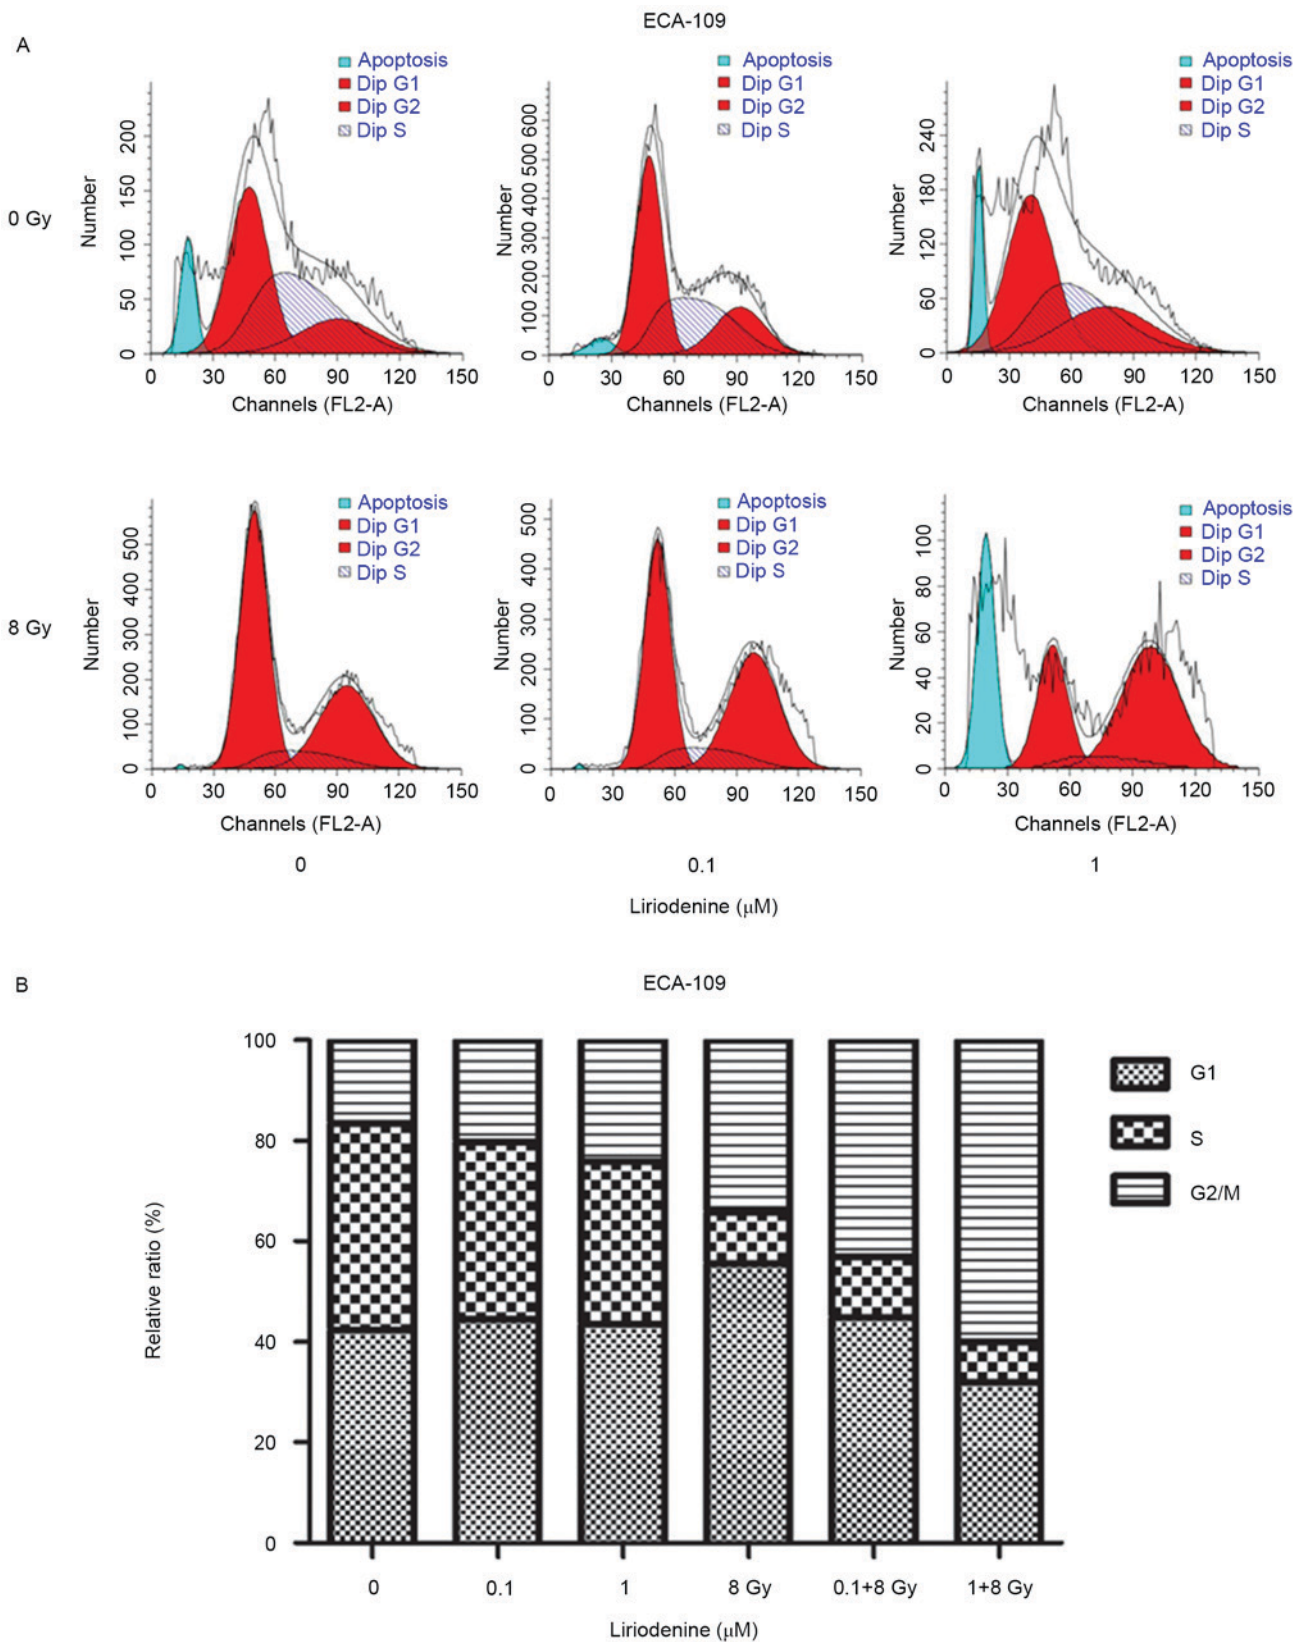 ECA-109
A
0 Gy
Apoptosis
Dip G1
Dip G2
Dip S
Number
200
150
100
50
0
0 30 60 90 120 150
Channels (FL2-A)
Apoptosis
Dip G1
Dip G2
Dip S
Number
600
500
400
300
200
100
0
0 30 60 90 120 150
Channels (FL2-A)
Apoptosis
Dip G1
Dip G2
Dip S
Number
240
180
120
60
0
0 30 60 90 120 150
Channels (FL2-A)
8 Gy
Apoptosis
Dip G1
Dip G2
Dip S
Number
500
400
300
200
100
0
0 30 60 90 120 150
Channels (FL2-A)
0
Apoptosis
Dip G1
Dip G2
Dip S
Number
500
400
300
200
100
0
0 30 60 90 120 150
Channels (FL2-A)
0.1
Apoptosis
Dip G1
Dip G2
Dip S
Number
100
80
60
40
20
0
0 30 60 90 120 150
Channels (FL2-A)
1
Liriodenine (μM)
B
ECA-109
Relative ratio (%)
100
80
60
40
20
0
0 0.1 1 8 Gy 0.1+8 Gy 1+8 Gy
Liriodenine (μM)
G1
S
G2/M